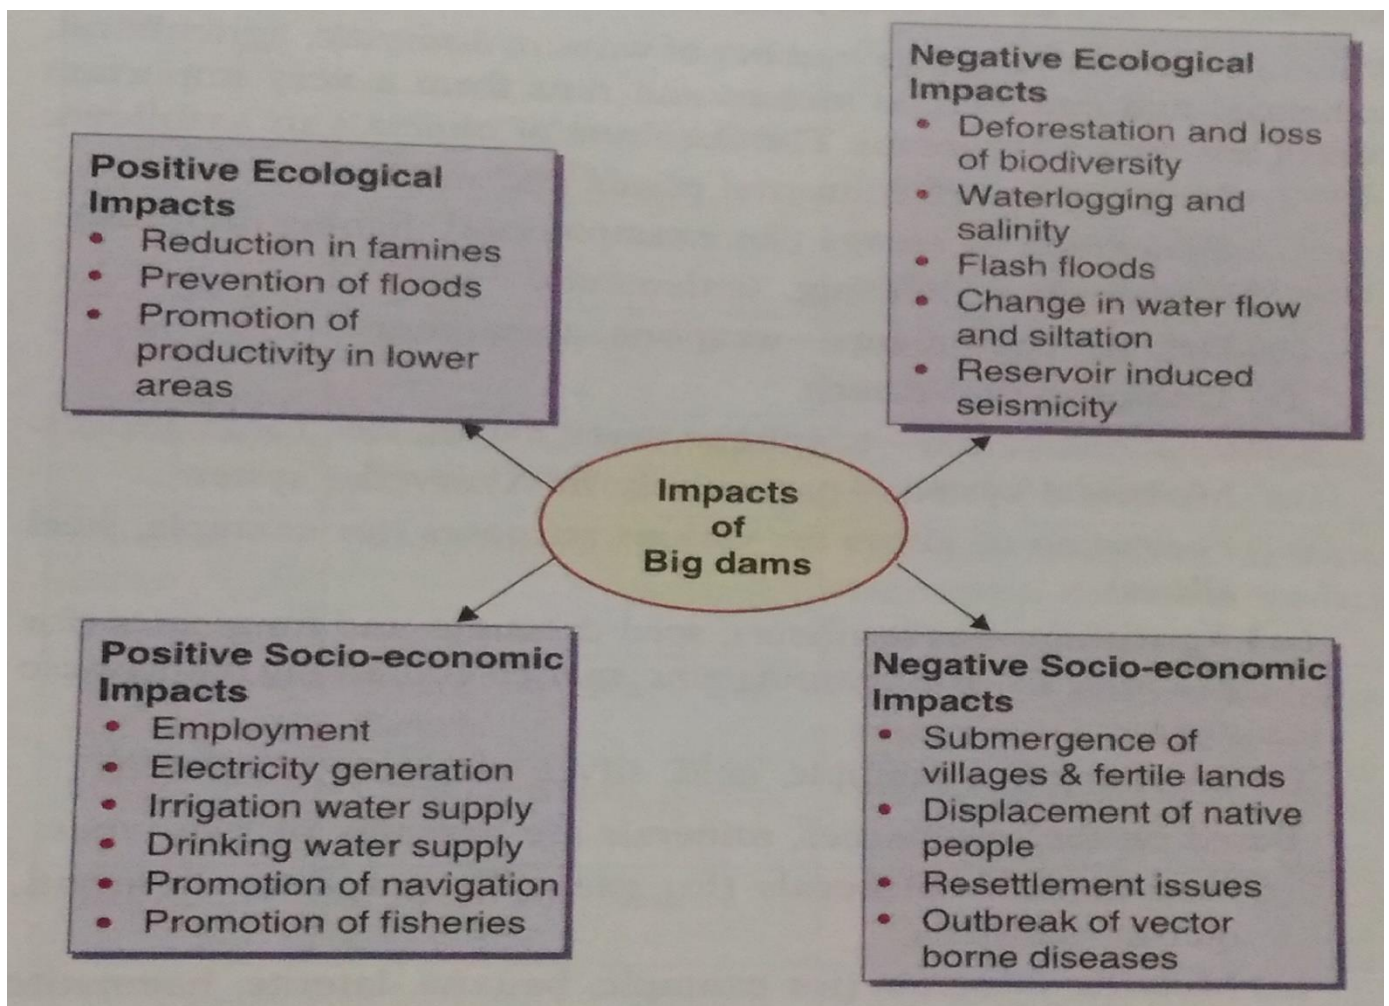 Positive Ecological
Impacts
• Reduction in famines
• Prevention of floods
• Promotion of
productivity in lower
areas
Negative Ecological
Impacts
• Deforestation and loss
of biodiversity
• Waterlogging and
salinity
• Flash floods
• Change in water flow
and siltation
• Reservoir induced
seismicity
Impacts
of
Big dams
Positive Socio-economic
Impacts
• Employment
• Electricity generation
• Irrigation water supply
• Drinking water supply
• Promotion of navigation
• Promotion of fisheries
Negative Socio-economic
Impacts
• Submergence of
villages & fertile lands
• Displacement of native
people
• Resettlement issues
• Outbreak of vector
borne diseases